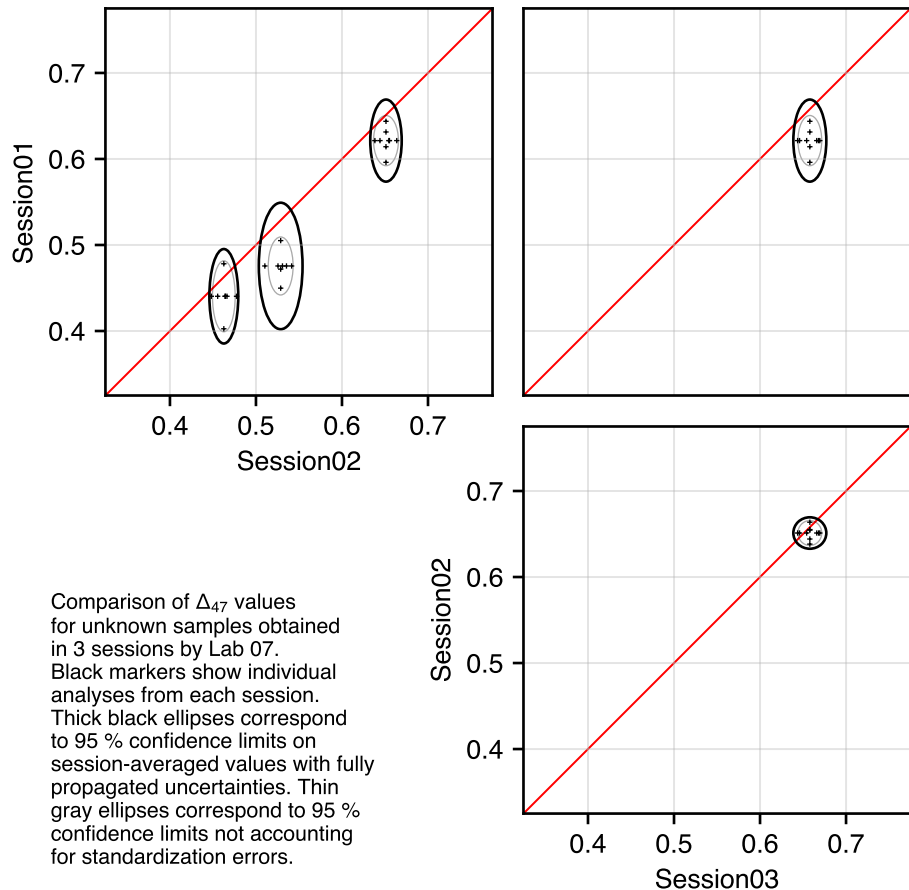 0.7
0.6
0.5
0.4
Session01
0.4 0.5 0.6 0.7
Session02
0.7
0.6
0.5
0.4
Session02
0.4 0.5 0.6 0.7
Session03
Comparison of Δ₄₇ values
for unknown samples obtained
in 3 sessions by Lab 07.
Black markers show individual
analyses from each session.
Thick black ellipses correspond
to 95 % confidence limits on
session-averaged values with fully
propagated uncertainties. Thin
gray ellipses correspond to 95 %
confidence limits not accounting
for standardization errors.